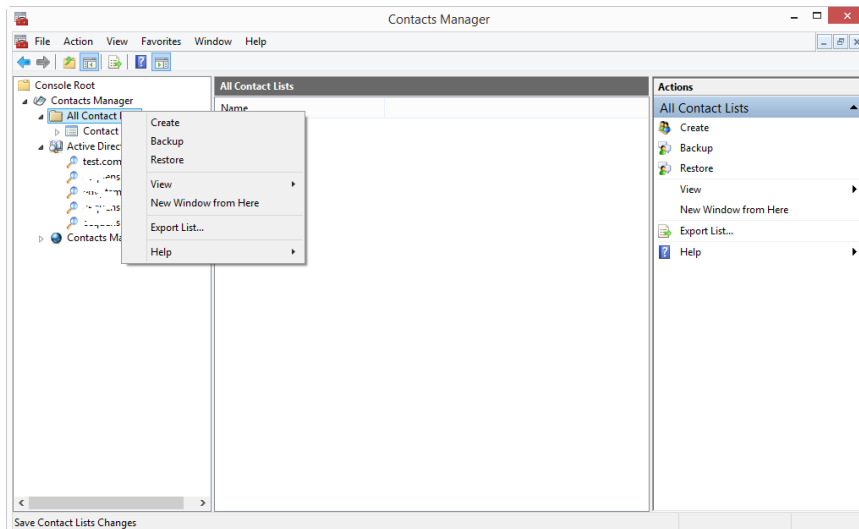 Contacts Manager
File Action View Favorites Window Help
Console Root
Contacts Manager
All Contact
Contact
Active Direc
test.com
Contacts Ma
Create
Backup
Restore
View
New Window from Here
Export List...
Help
All Contact Lists
Name
Actions
All Contact Lists
Create
Backup
Restore
View
New Window from Here
Export List...
Help
Save Contact Lists Changes